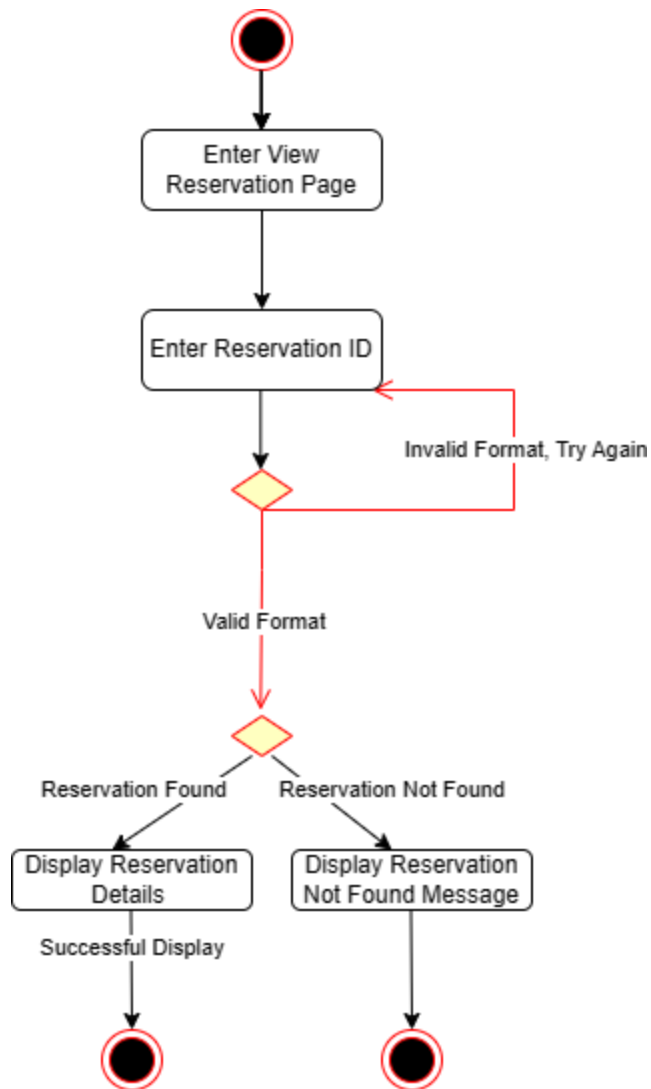 Enter View
Reservation Page
Enter Reservation ID
Invalid Format, Try Again
Valid Format
Reservation Found
Reservation Not Found
Display Reservation
Details
Display Reservation
Not Found Message
Successful Display